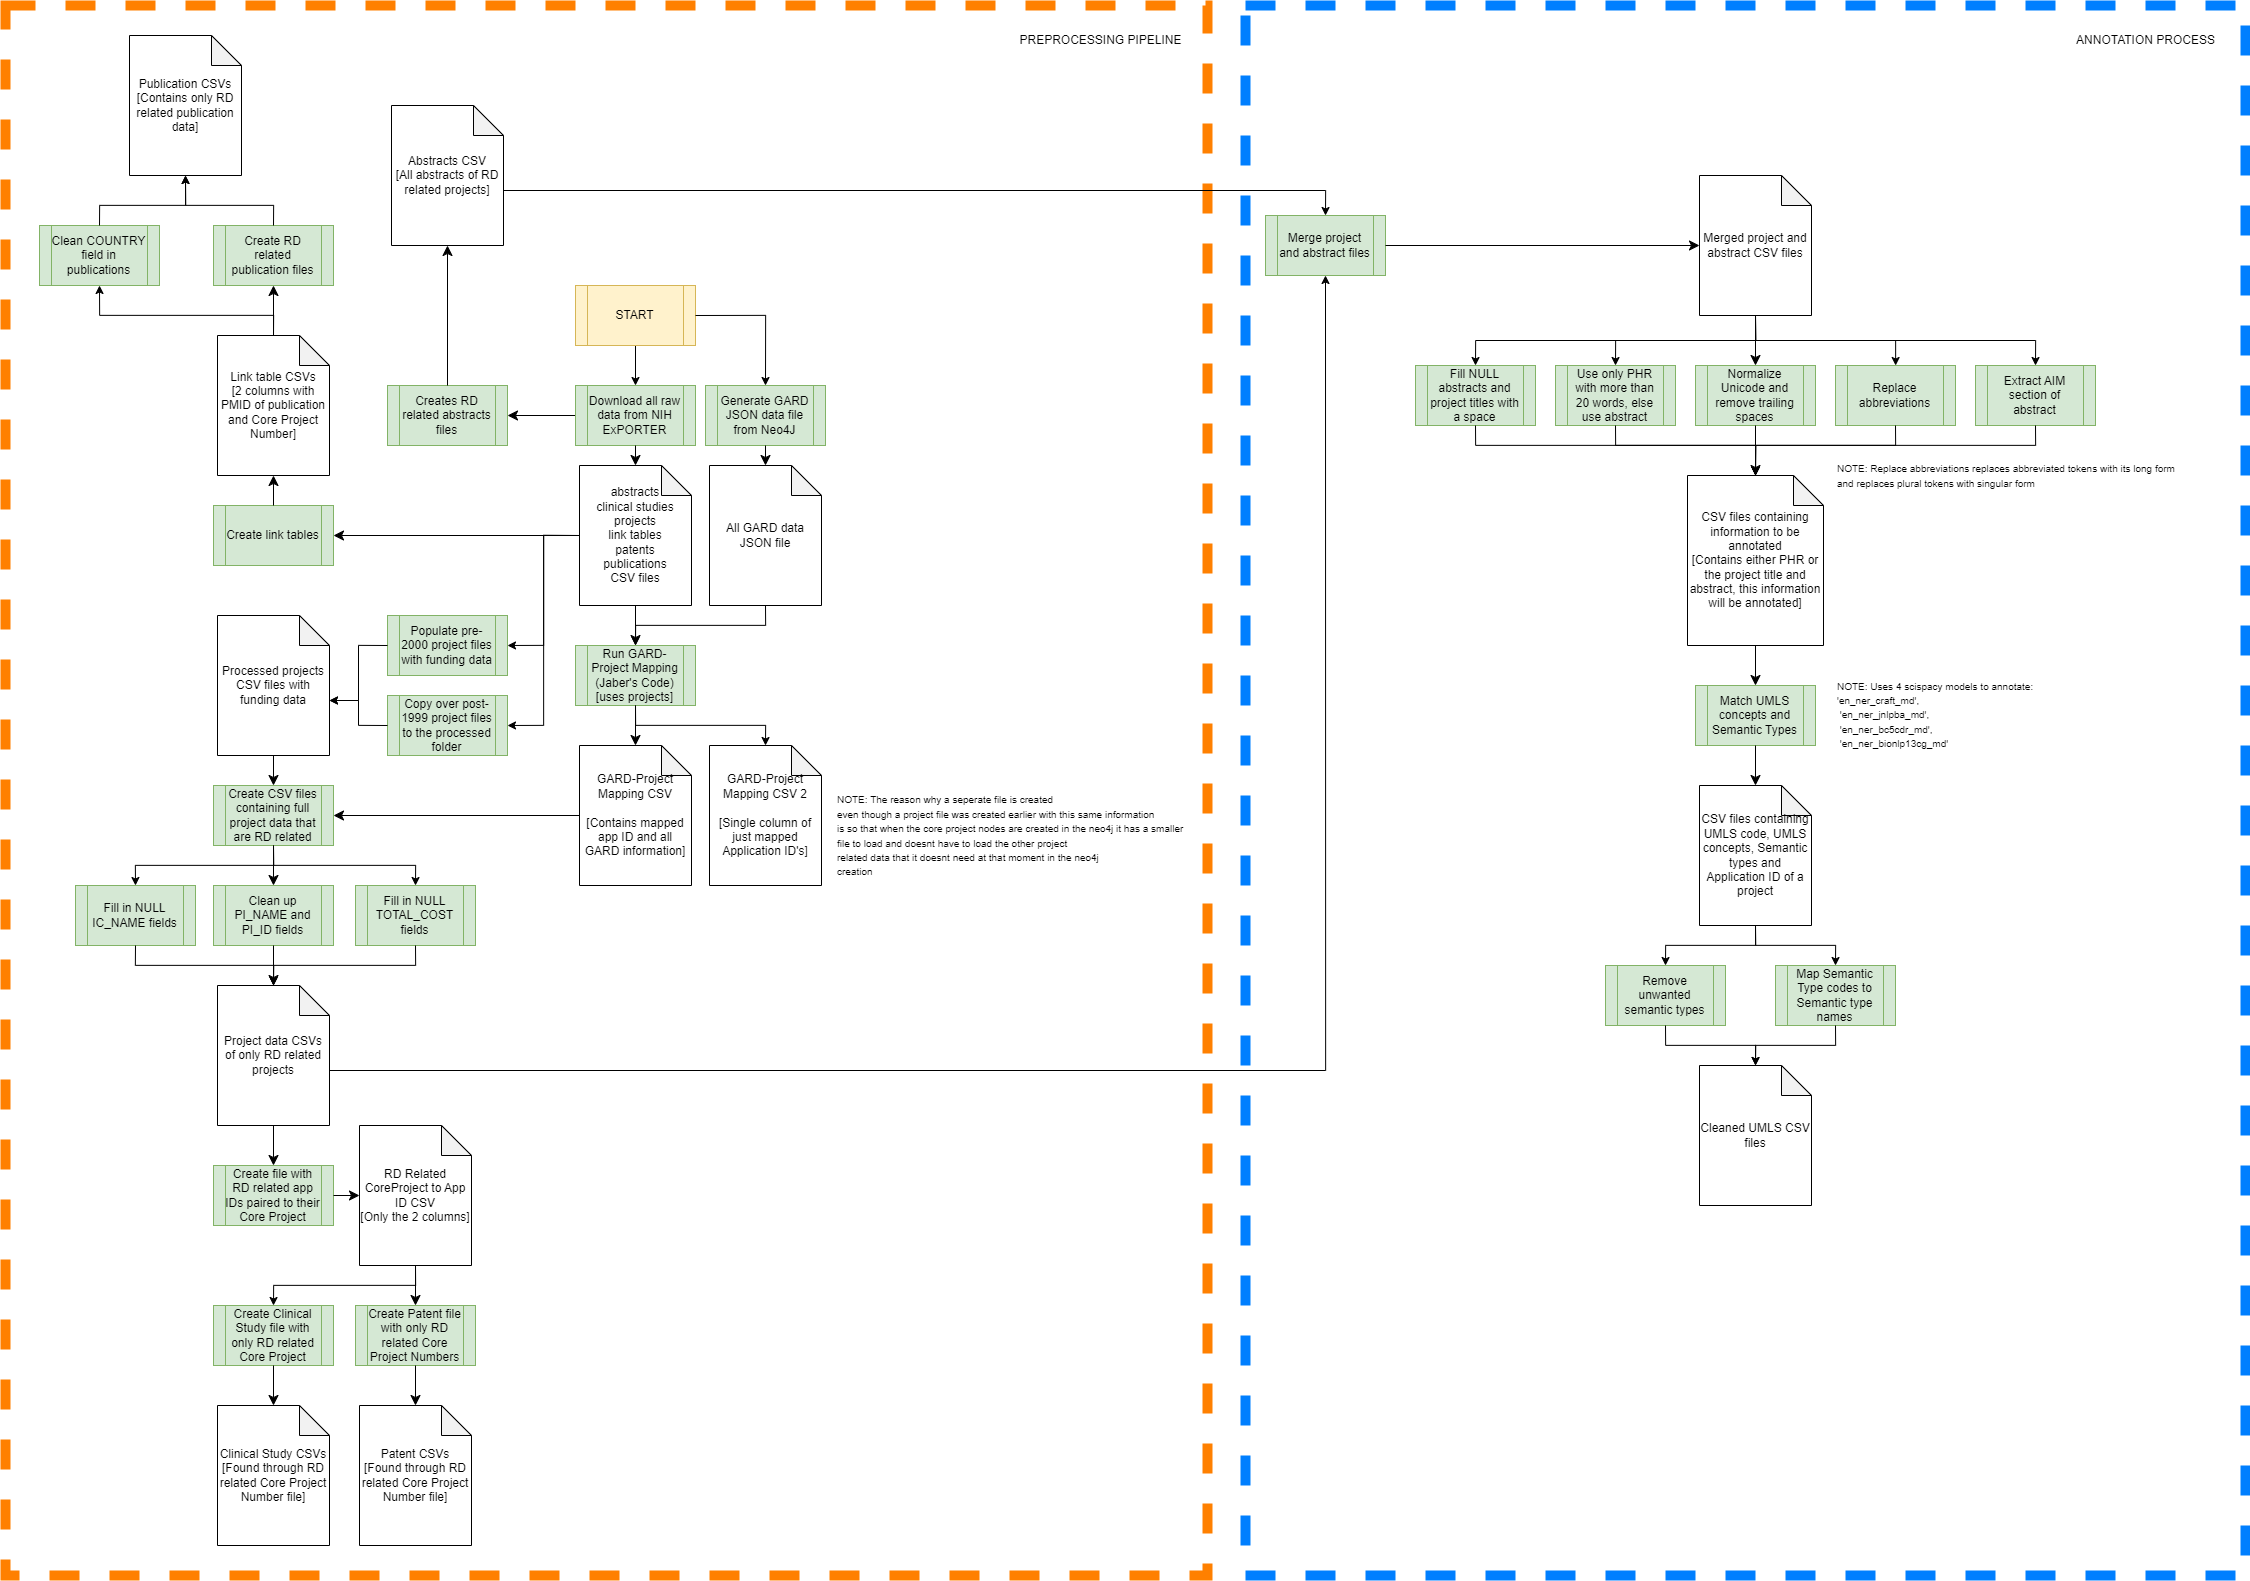 PREPROCESSING PIPELINE
Publication CSVs
[Contains only RD
related publication
data]
Abstracts CSV
[All abstracts of RD
related projects]
Clean COUNTRY
field in
publications
Create RD
related
publication files
START
Link table CSVs
[2 columns with
PMID of publication
and Core Project
Number]
Creates RD
related abstracts
files
Download all raw
data from NIH
ExPORTER
Generate GARD
JSON data file
from Neo4J
Create link tables
abstracts
clinical studies
projects
link tables
patents
publications
CSV files
All GARD data
JSON file
Processed projects
CSV files with
funding data
Populate pre-
2000 project files
with funding data
Run GARD-
Project Mapping
(Jaber's Code)
[uses projects]
Copy over post-
1999 project files
to the processed
folder
Create CSV files
containing full
project data that
are RD related
GARD-Project
Mapping CSV
[Contains mapped
app ID and all
GARD information]
GARD-Project
Mapping CSV 2
[Single column of
just mapped
Application ID's]
NOTE: The reason why a seperate file is created
even though a project file was created earlier with this same information
is so that when the core project nodes are created in the neo4j it has a smaller
file to load and doesnt have to load the other project
related data that it doesnt need at that moment in the neo4j
creation
Fill in NULL
IC_NAME fields
Clean up
PI_NAME and
PI_ID fields
Fill in NULL
TOTAL_COST
fields
Project data CSVs
of only RD related
projects
Create file with
RD related app
IDs paired to their
Core Project
RD Related
CoreProject to App
ID CSV
[Only the 2 columns]
Create Clinical
Study file with
only RD related
Core Project
Create Patent file
with only RD
related Core
Project Numbers
Clinical Study CSVs
[Found through RD
related Core Project
Number file]
Patent CSVs
[Found through RD
related Core Project
Number file]
ANNOTATION PROCESS
Merge project
and abstract files
Merged project and
abstract CSV files
Fill NULL
abstracts and
project titles with
a space
Use only PHR
with more than
20 words, else
use abstract
Normalize
Unicode and
remove trailing
spaces
Replace
abbreviations
Extract AIM
section of
abstract
NOTE: Replace abbreviations replaces abbreviated tokens with its long form
and replaces plural tokens with singular form
CSV files containing
information to be
annotated
[Contains either PHR or
the project title and
abstract, this information
will be annotated]
Match UMLS
concepts and
Semantic Types
NOTE: Uses 4 scispacy models to annotate:
'en_ner_craft_md',
'en_ner_jnlpba_md',
'en_ner_bc5cdr_md',
'en_ner_bionlp13cg_md'
CSV files containing
UMLS code, UMLS
concepts, Semantic
types and
Application ID of a
project
Remove
unwanted
semantic types
Map Semantic
Type codes to
Semantic type
names
Cleaned UMLS CSV
files